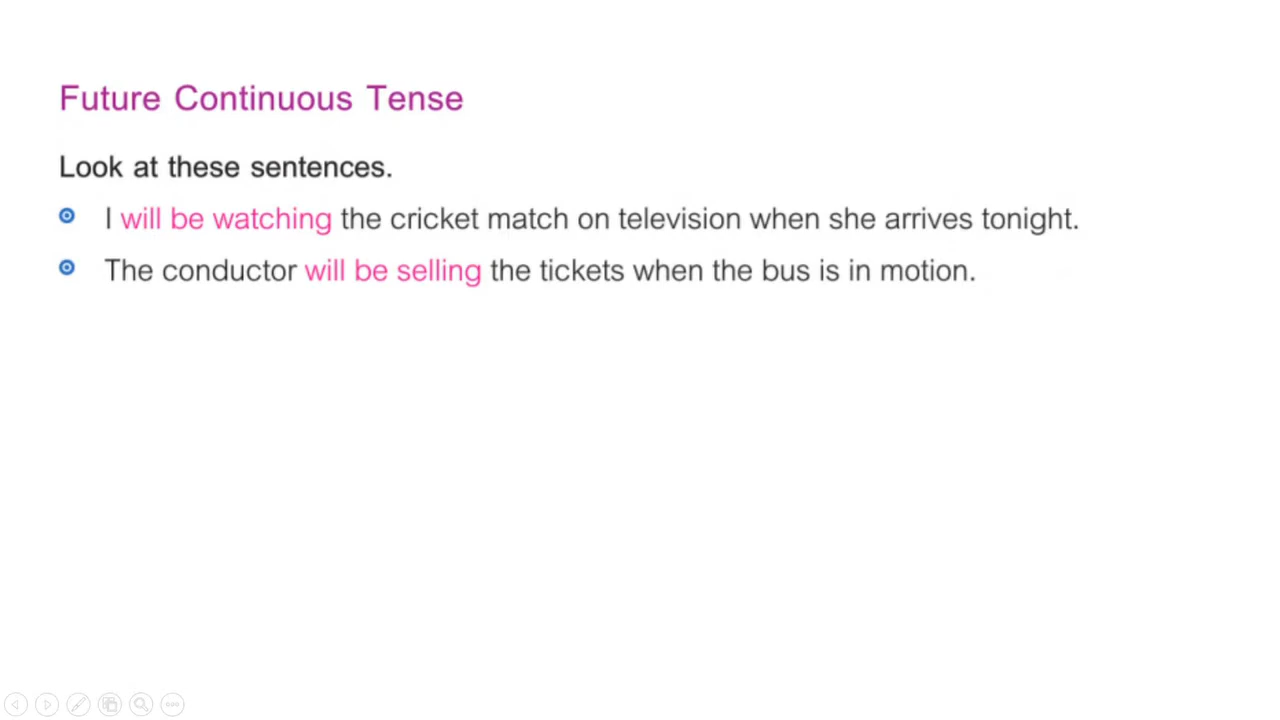 Future Continuous Tense
Look at these sentences.
I will be watching the cricket match on television when she arrives tonight.
The conductor will be selling the tickets when the bus is in motion.